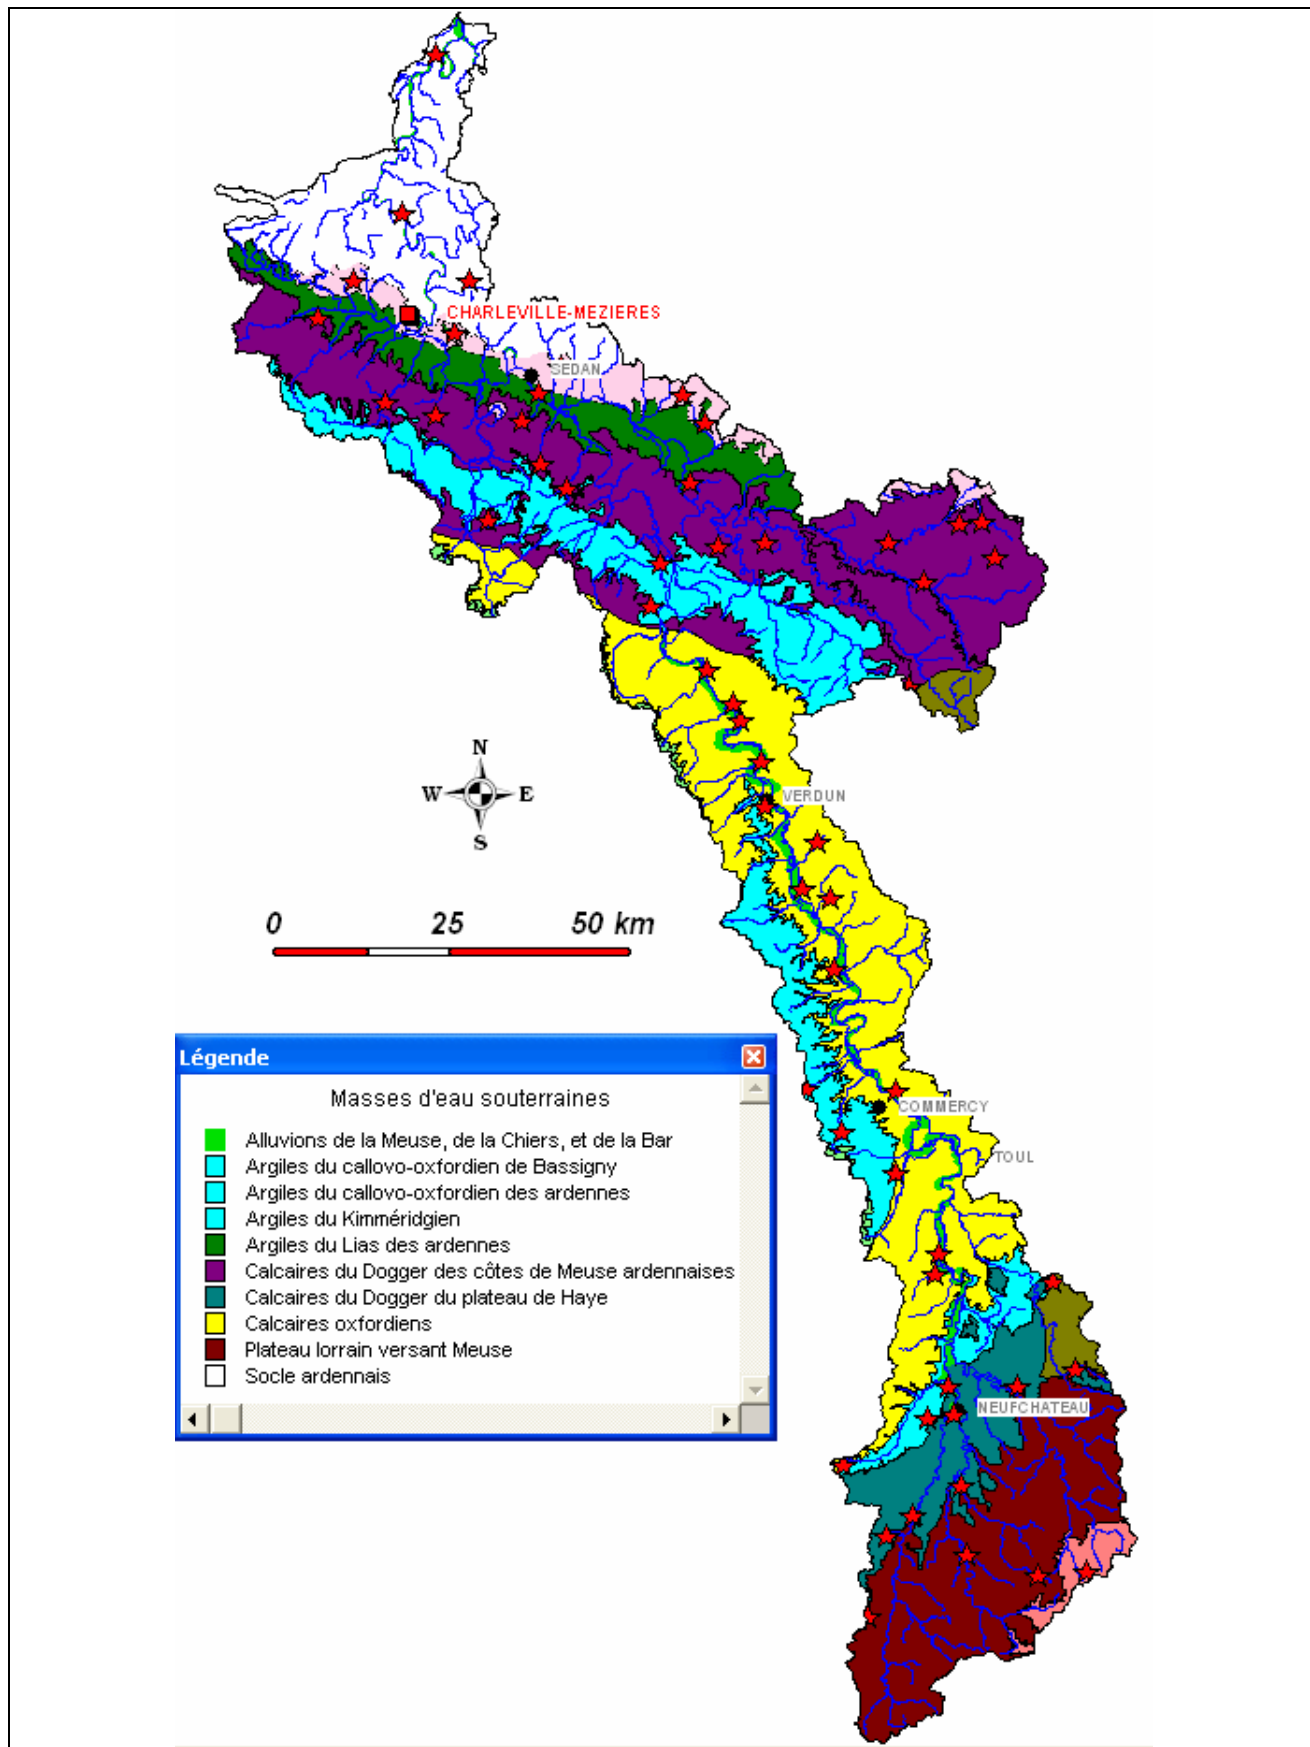 CHARLEVILLE-MEZIERES
SEDAN
N
W
E
S
VERDUN
0 25 50 km
COMMERCY
TOUL
NEUFCHATEAU
Légende
Masses d'eau souterraines
Alluvions de la Meuse, de la Chiers, et de la Bar
Argiles du callovo-oxfordien de Bassigny
Argiles du callovo-oxfordien des ardennes
Argiles du Kimméridgien
Argiles du Lias des ardennes
Calcaires du Dogger des côtes de Meuse ardennaises
Calcaires du Dogger du plateau de Haye
Calcaires oxfordiens
Plateau lorrain versant Meuse
Socle ardennais